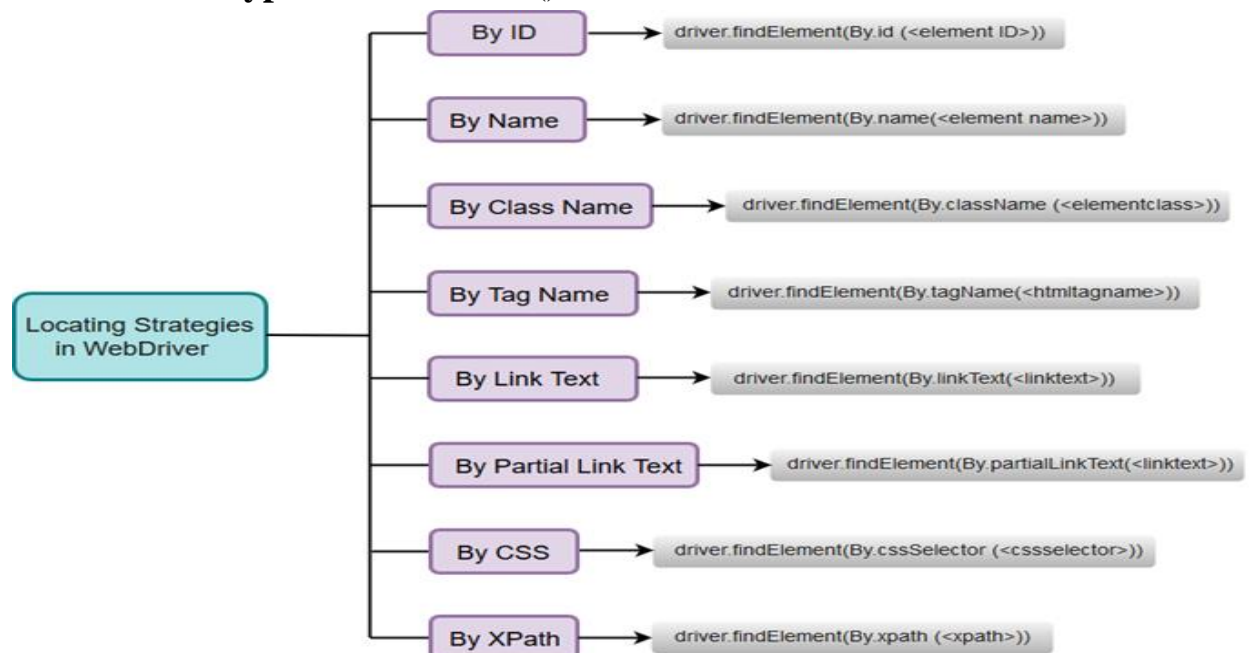 By ID
driver.findElement(By.id (<element ID>))
By Name
driver.findElement(By.name(<element name>))
By Class Name
driver.findElement(By.className (<elementclass>))
By Tag Name
driver.findElement(By.tagName(<htmltagname>))
Locating Strategies
in WebDriver
By Link Text
driver.findElement(By.linkText(<linktext>))
By Partial Link Text
driver.findElement(By.partialLinkText(<linktext>))
By CSS
driver.findElement(By.cssSelector (<cssselector>))
By XPath
driver.findElement(By.xpath (<xpath>))